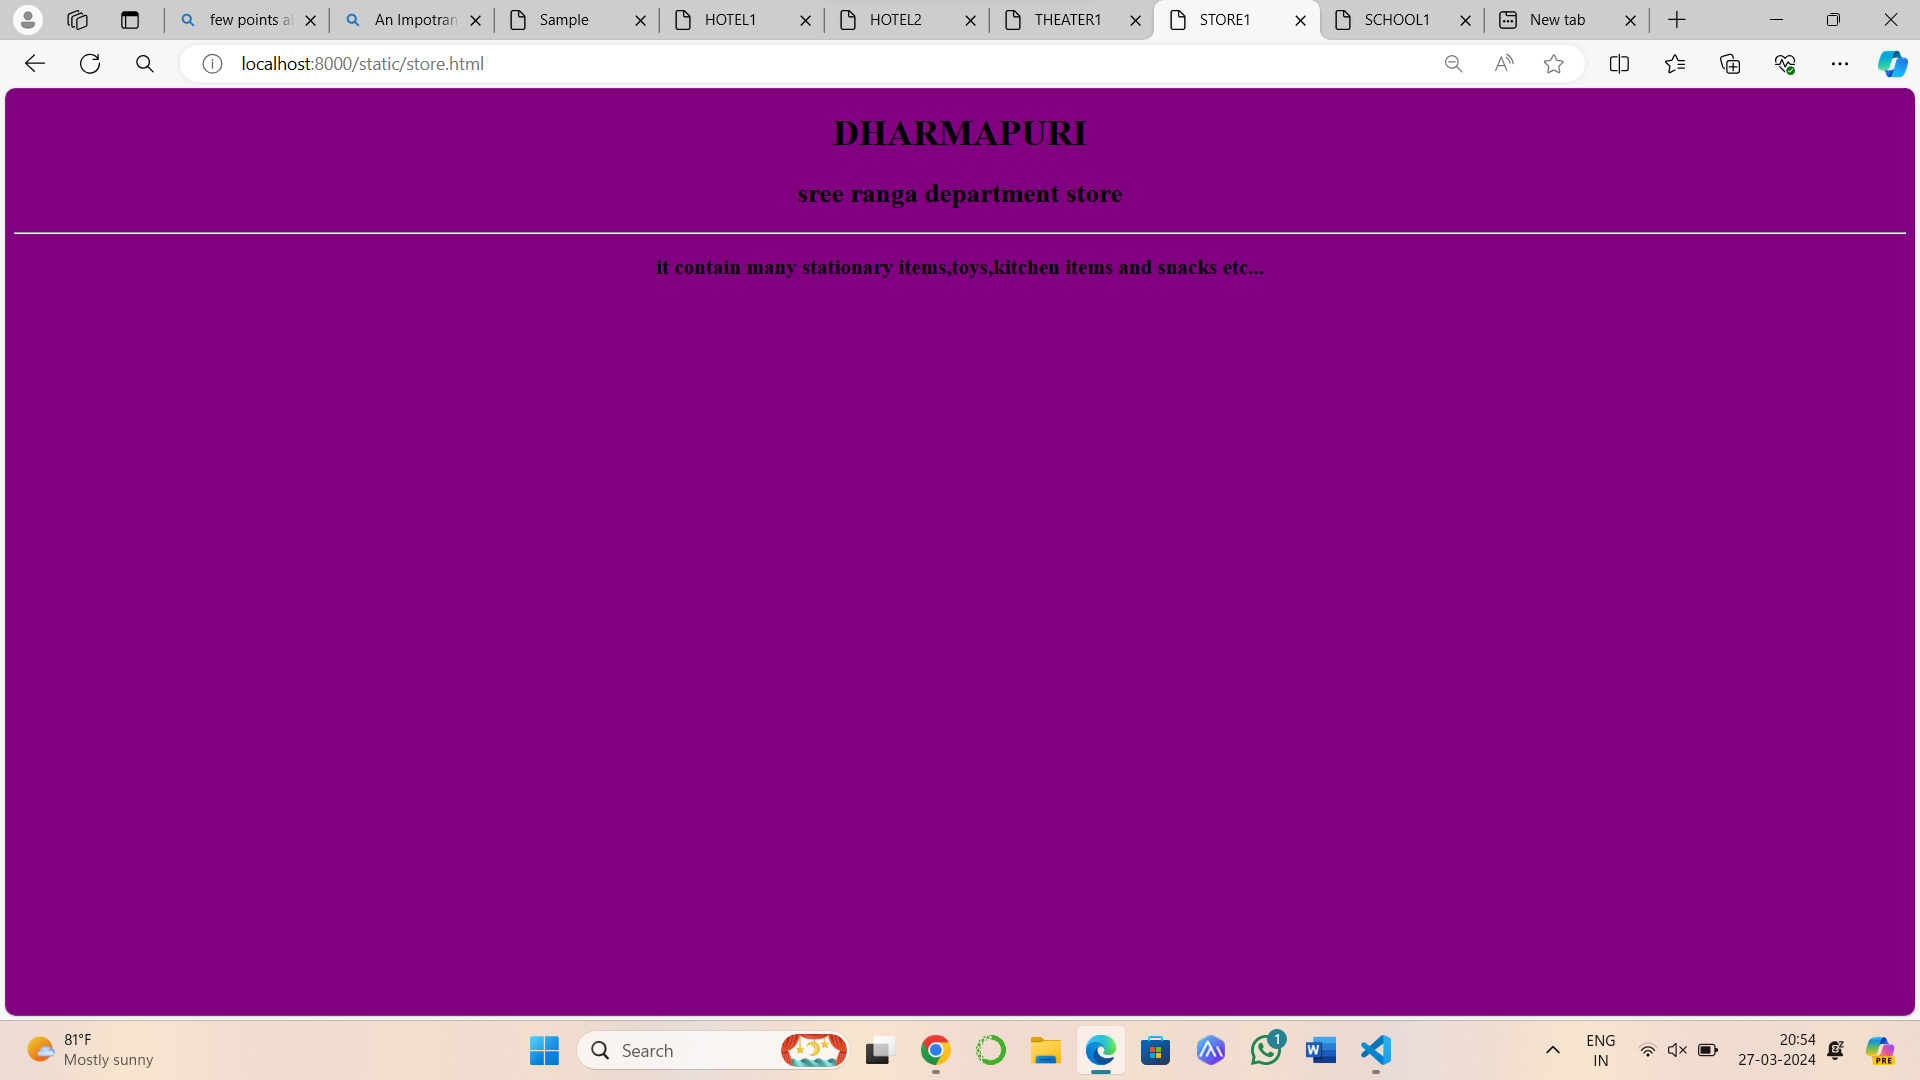 few points al
An Impotran
Sample
HOTEL1
HOTEL2
THEATER1
STORE1
SCHOOL1
New tab
localhost:8000/static/store.html
DHARMAPURI
sree ranga department store
it contain many stationary items,toys,kitchen items and snacks etc...
81°F
Mostly sunny
Search
1
ENG
IN
20:54
27-03-2024
PRE